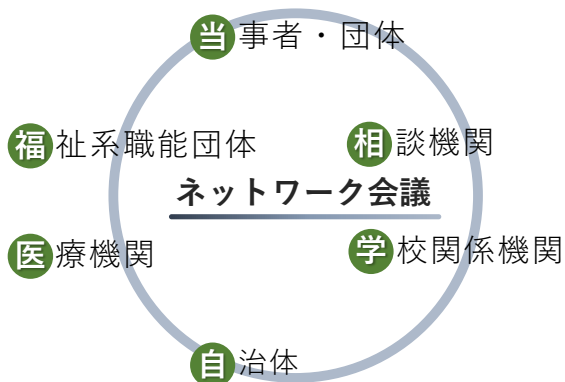 当事者・団体
福祉系職能団体
相談機関
ネットワーク会議
医療機関
学校関係機関
自治体